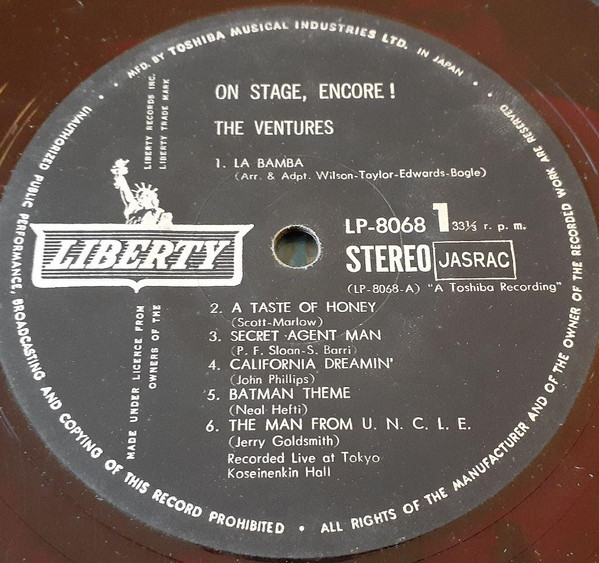 MFD. BY TOSHIBA MUSICAL INDUSTRIES LTD. IN JAPAN
LIBERTY RECORDS INC.
LIBERTY TRADE MARK
ON STAGE, ENCORE!
THE VENTURES
1. LA BAMBA
(Arr. & Adpt. Wilson-Taylor-Edwards-Bogle)
LIBERTY
LP-8068 1 33⅓ r. p. m.
STEREO JASRAC
(LP-8068-A) "A Toshiba Recording"
MADE UNDER LICENCE FROM
OWNERS OF THE
2. A TASTE OF HONEY
(Scott-Marlow)
3. SECRET AGENT MAN
(P. F. Sloan-S. Barri)
4. CALIFORNIA DREAMIN'
(John Phillips)
5. BATMAN THEME
(Neal Hefti)
6. THE MAN FROM U. N. C. L. E.
(Jerry Goldsmith)
Recorded Live at Tokyo
Koseinenkin Hall
UNAUTHORIZED PUBLIC PERFORMANCE, BROADCASTING AND COPYING OF THIS RECORD PROHIBITED • ALL RIGHTS OF THE MANUFACTURER AND OF THE OWNER OF THE RECORDED WORK ARE RESERVED